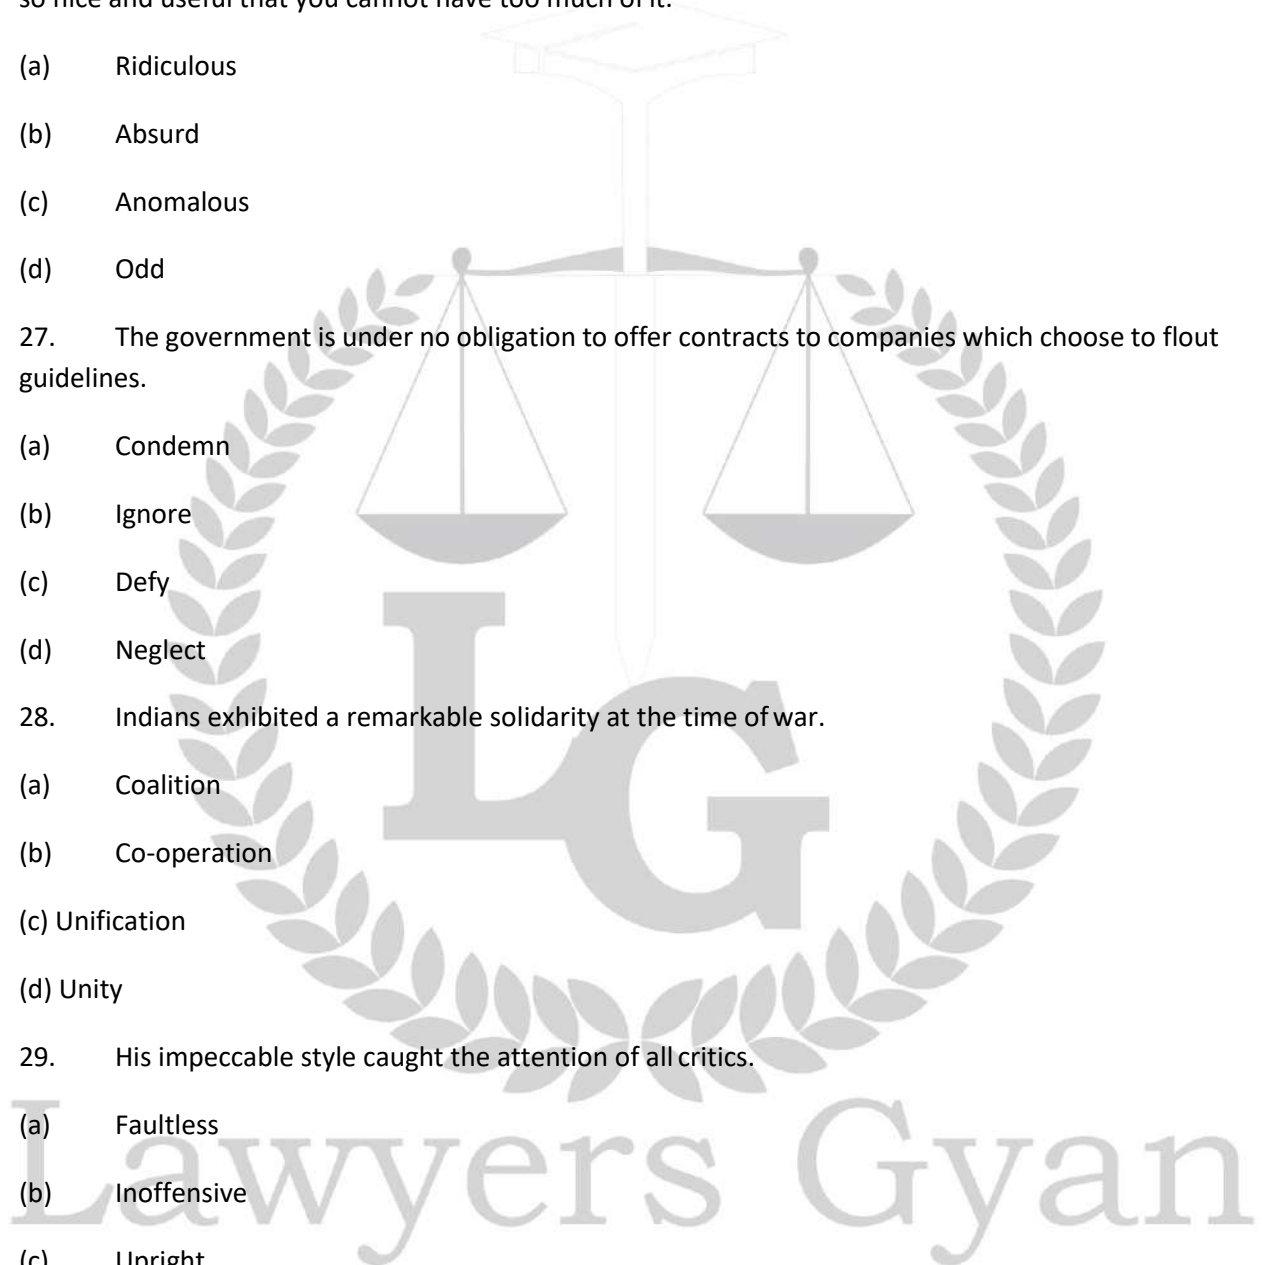 so nice and useful that you cannot have too much of it.
(a) Ridiculous
(b) Absurd
(c) Anomalous
(d) Odd
27. The government is under no obligation to offer contracts to companies which choose to flout
guidelines.
(a) Condemn
(b) Ignore
(c) Defy
(d) Neglect
28. Indians exhibited a remarkable solidarity at the time of war.
(a) Coalition
(b) Co-operation
(c) Unification
(d) Unity
29. His impeccable style caught the attention of all critics.
(a) Faultless
(b) Inoffensive
(c) Upright
LG
Lawyers Gyan